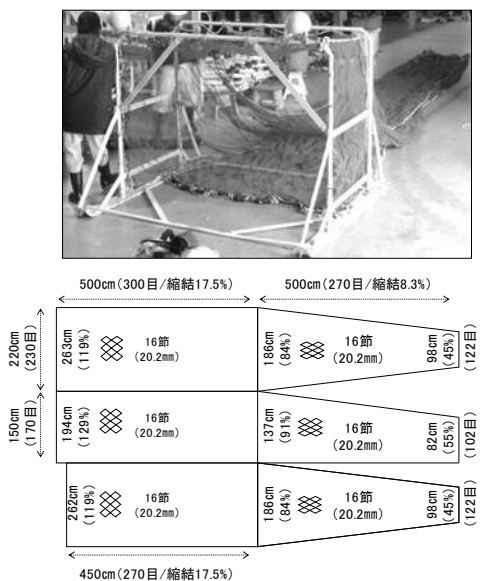 500cm(300目/縮結17.5%)
500cm(270目/縮結8.3%)
220cm
(230目)
263cm
(119%)
16節
(20.2mm)
186cm
(84%)
16節
(20.2mm)
98cm
(45%)
(122目)
150cm
(170目)
194cm
(129%)
16節
(20.2mm)
137cm
(91%)
16節
(20.2mm)
82cm
(55%)
(102目)
262cm
(119%)
16節
(20.2mm)
186cm
(84%)
16節
(20.2mm)
98cm
(45%)
(122目)
450cm(270目/縮結17.5%)